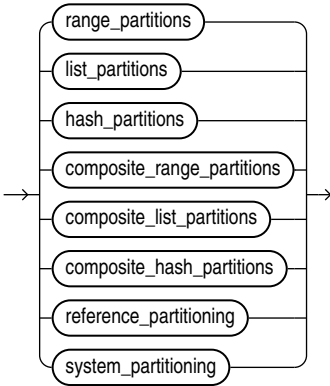 range_partitions
list_partitions
hash_partitions
composite_range_partitions
composite_list_partitions
composite_hash_partitions
reference_partitioning
system_partitioning